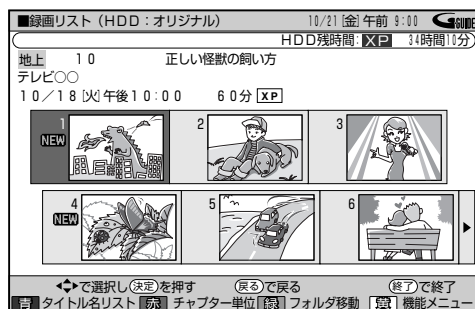 ■録画リスト（HDD：オリジナル） 10/21[金]午前 9:00 G-GUIDE
HDD残時間：XP 34時間10分
地上 10 正しい怪獣の飼い方
テレビ○○
10／18[火]午後10：00 60分 XP
1 2 3
NEW
4 5 6
NEW
で選択し決定を押す 戻るで戻る 終了で終了
青 タイトル名リスト 赤 チャプター単位 緑 フォルダ移動 黄 機能メニュー